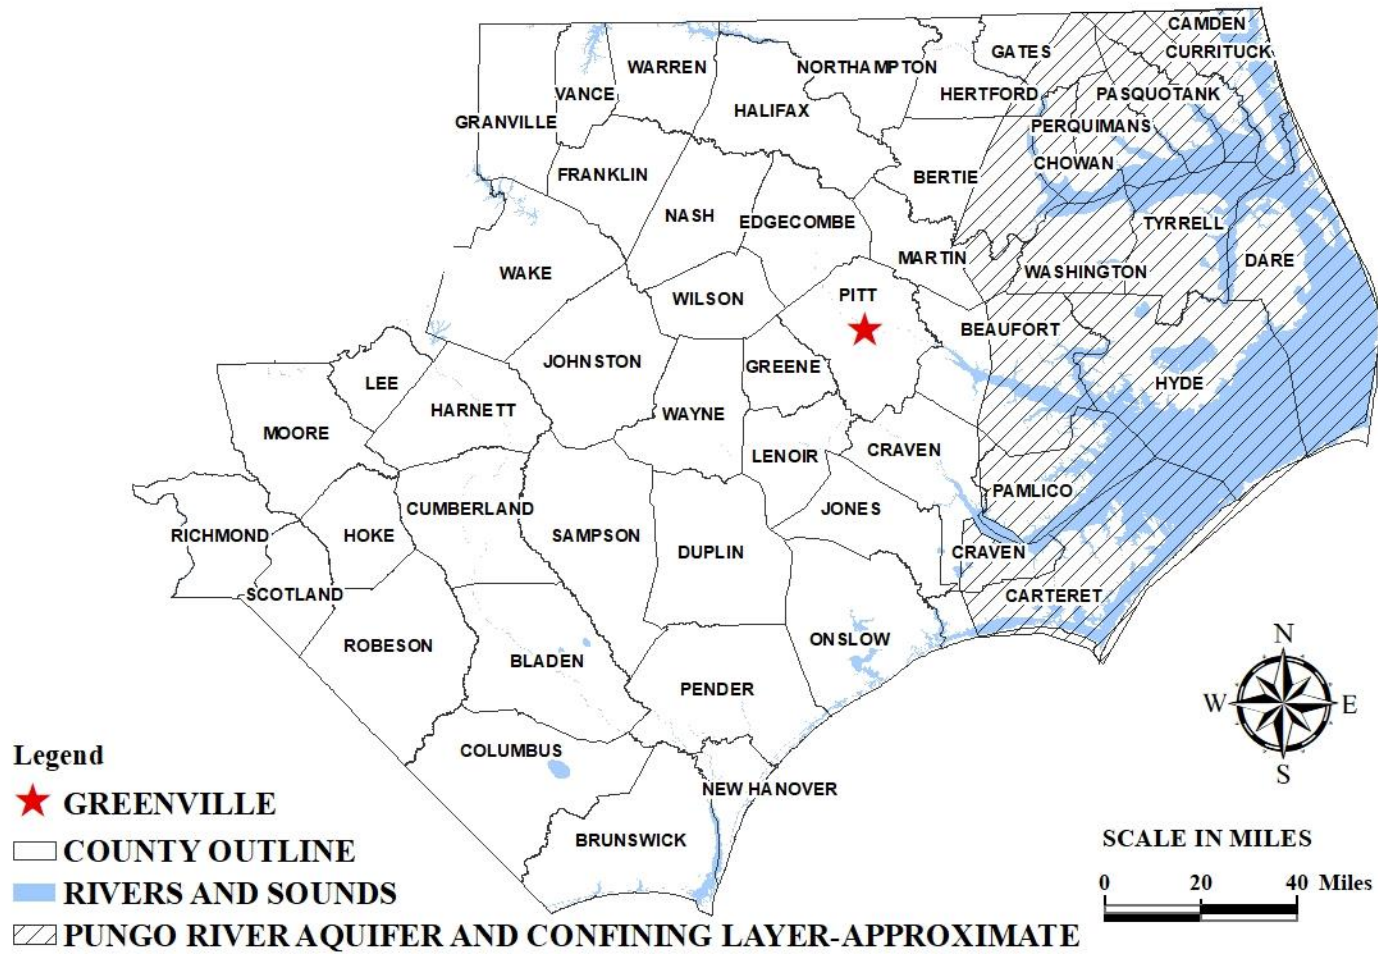 CAMDEN
GATES
CURRITUCK
WARREN
NORTHAMPTON
VANCE
HERTFORD
PASQUOTANK
HALIFAX
GRANVILLE
PERQUIMANS
CHOWAN
FRANKLIN
BERTIE
NASH
EDGECOMBE
TYRRELL
MARTIN
DARE
WAKE
WASHINGTON
PITT
WILSON
BEAUFORT
JOHNSTON
GREENE
LEE
HYDE
HARNETT
WAYNE
MOORE
CRAVEN
LENOIR
PAMLICO
CUMBERLAND
JONES
RICHMOND
HOKE
SAMPSON
DUPLIN
CRAVEN
SCOTLAND
CARTERET
ROBESON
ONSLOW
BLADEN
PENDER
COLUMBUS
NEW HANOVER
BRUNSWICK
N
W
E
S
Legend
GREENVILLE
COUNTY OUTLINE
RIVERS AND SOUNDS
PUNGO RIVER AQUIFER AND CONFINING LAYER-APPROXIMATE
SCALE IN MILES
0 20 40 Miles